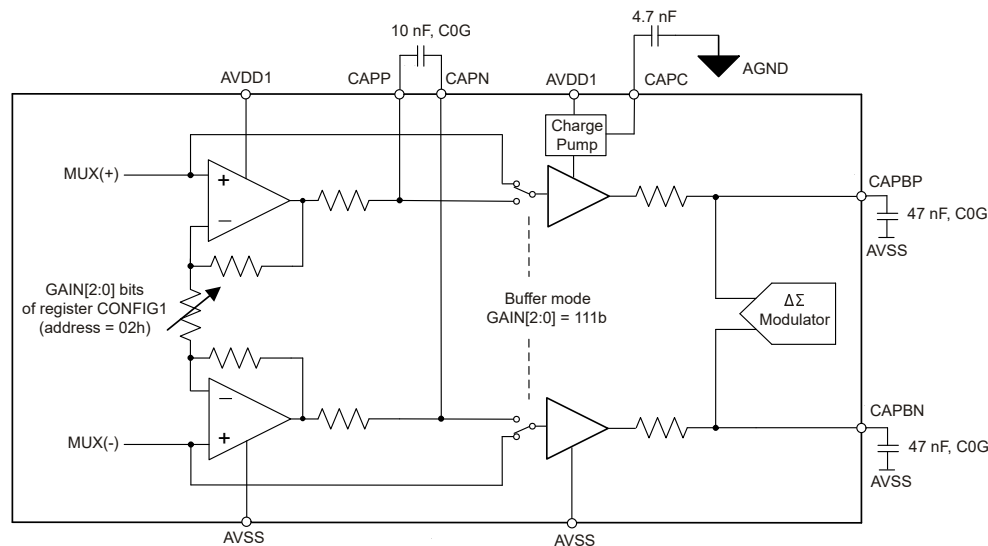 10 nF, C0G
4.7 nF
AGND
AVDD1
CAPP
CAPN
AVDD1
CAPC
Charge
Pump
MUX(+)
+
–
CAPBP
47 nF, C0G
AVSS
GAIN[2:0] bits
of register CONFIG1
(address = 02h)
Buffer mode
GAIN[2:0] = 111b
ΔΣ
Modulator
–
+
MUX(-)
CAPBN
47 nF, C0G
AVSS
AVSS
AVSS